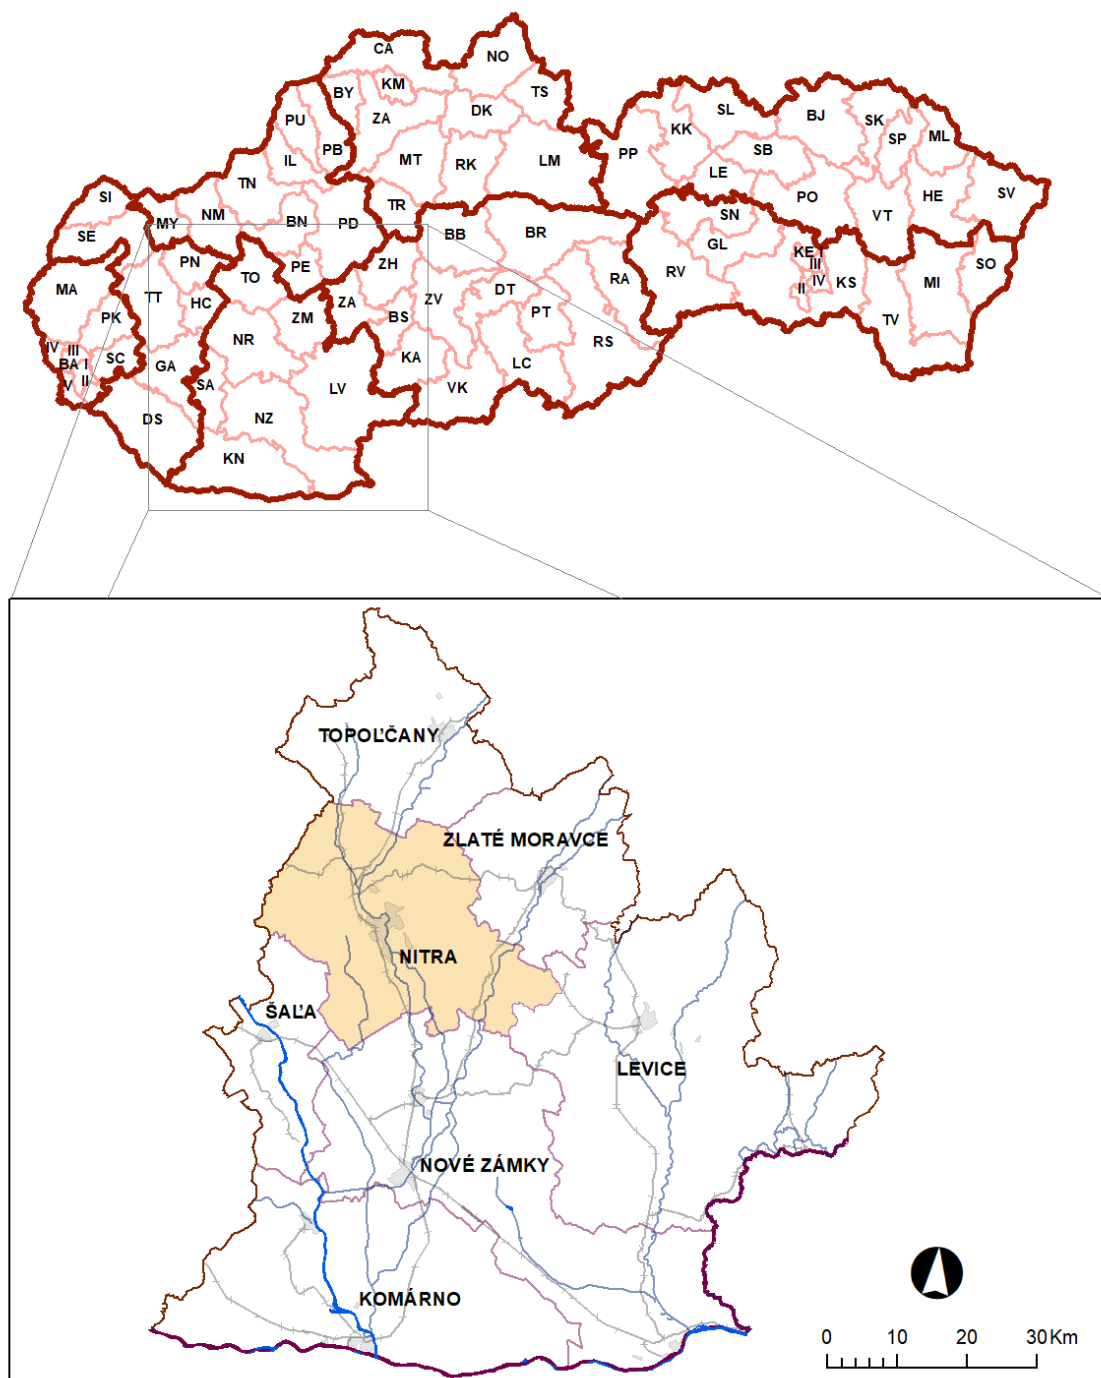 CA
NO
BY
KM
TS
ZA
DK
PU
SL
BJ
SK
KK
SP
ML
IL
PB
MT
RK
LM
PP
SB
LE
TN
SI
TR
PO
HE
SV
MY
NM
BN
PD
SN
VT
SE
BB
BR
GL
KE I
SO
PN
PE
ZH
III
TO
RV
RA
IV
KS
MI
MA
TT
HC
ZA
ZV
DT
II
PK
ZM
BS
PT
TV
IV III
NR
KA
RS
BA I
SC
GA
LC
V II
SA
LV
VK
DS
NZ
KN
TOPOĽČANY
ZLATÉ MORAVCE
NITRA
ŠAĽA
LEVICE
NOVÉ ZÁMKY
KOMÁRNO
0 10 20 30 Km